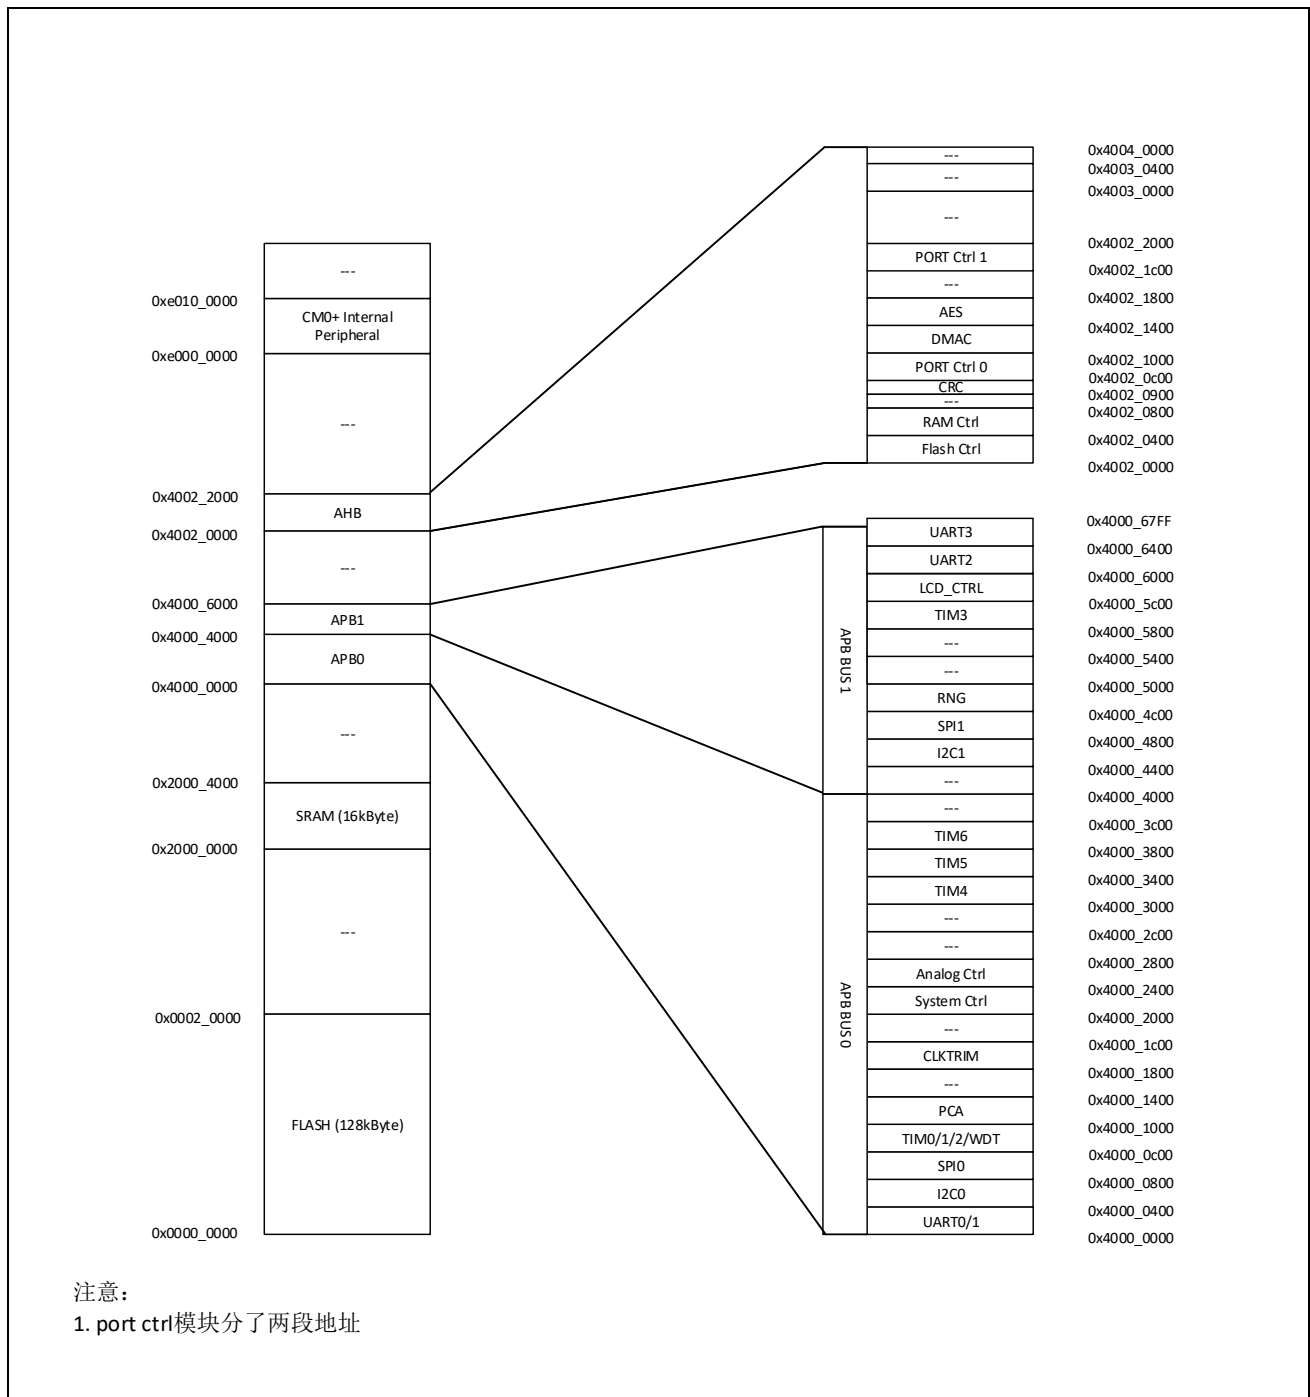 ---
0xe010_0000
CM0+ Internal
Peripheral
0xe000_0000
---
0x4002_2000
AHB
0x4002_0000
---
0x4000_6000
APB1
0x4000_4000
APB0
0x4000_0000
---
0x2000_4000
SRAM (16kByte)
0x2000_0000
---
0x0002_0000
FLASH (128kByte)
0x0000_0000
0x4004_0000
---
0x4003_0400
---
0x4003_0000
---
0x4002_2000
PORT Ctrl 1
0x4002_1c00
---
0x4002_1800
AES
0x4002_1400
DMAC
0x4002_1000
PORT Ctrl 0
0x4002_0c00
CRC
0x4002_0900
---
0x4002_0800
RAM Ctrl
0x4002_0400
Flash Ctrl
0x4002_0000
APB BUS 1
0x4000_67FF
UART3
0x4000_6400
UART2
0x4000_6000
LCD_CTRL
0x4000_5c00
TIM3
0x4000_5800
---
0x4000_5400
---
0x4000_5000
RNG
0x4000_4c00
SPI1
0x4000_4800
I2C1
0x4000_4400
---
0x4000_4000
APB BUS 0
---
0x4000_3c00
TIM6
0x4000_3800
TIM5
0x4000_3400
TIM4
0x4000_3000
---
0x4000_2c00
---
0x4000_2800
Analog Ctrl
0x4000_2400
System Ctrl
0x4000_2000
---
0x4000_1c00
CLKTRIM
0x4000_1800
---
0x4000_1400
PCA
0x4000_1000
TIM0/1/2/WDT
0x4000_0c00
SPI0
0x4000_0800
I2C0
0x4000_0400
UART0/1
0x4000_0000
注意：
1. port ctrl模块分了两段地址